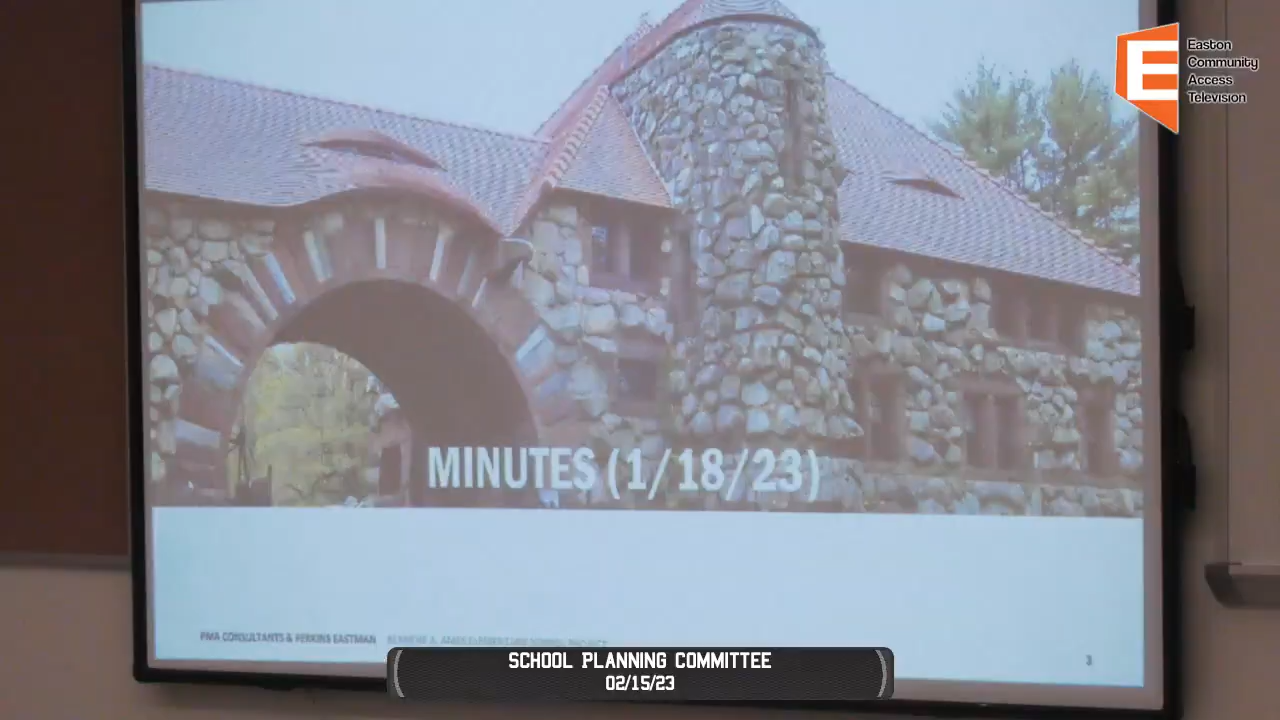 Easton
Community
Access
Television
MINUTES (1/18/23)
PMA CONSULTANTS & PERKINS EASTMAN
3
SCHOOL PLANNING COMMITTEE
02/15/23